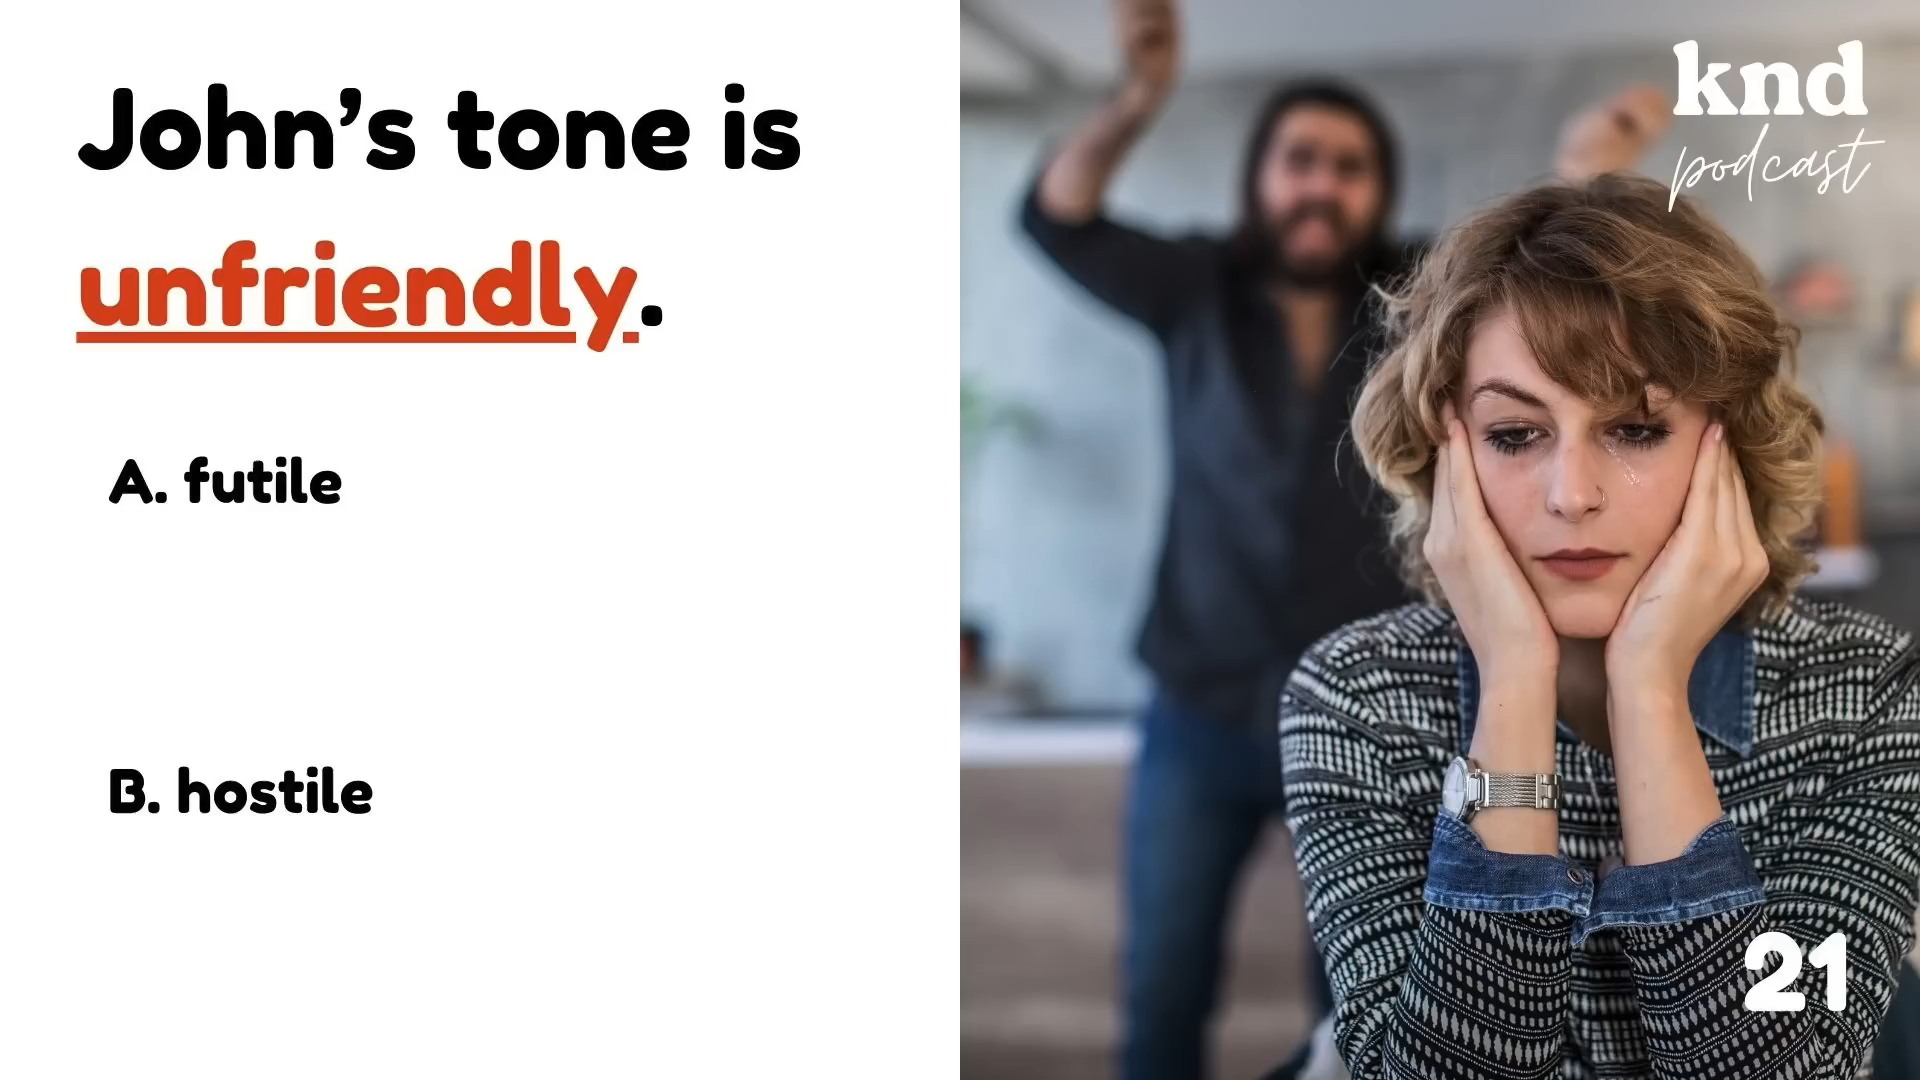 John’s tone is
unfriendly.
A. futile
B. hostile
knd
podcast
21